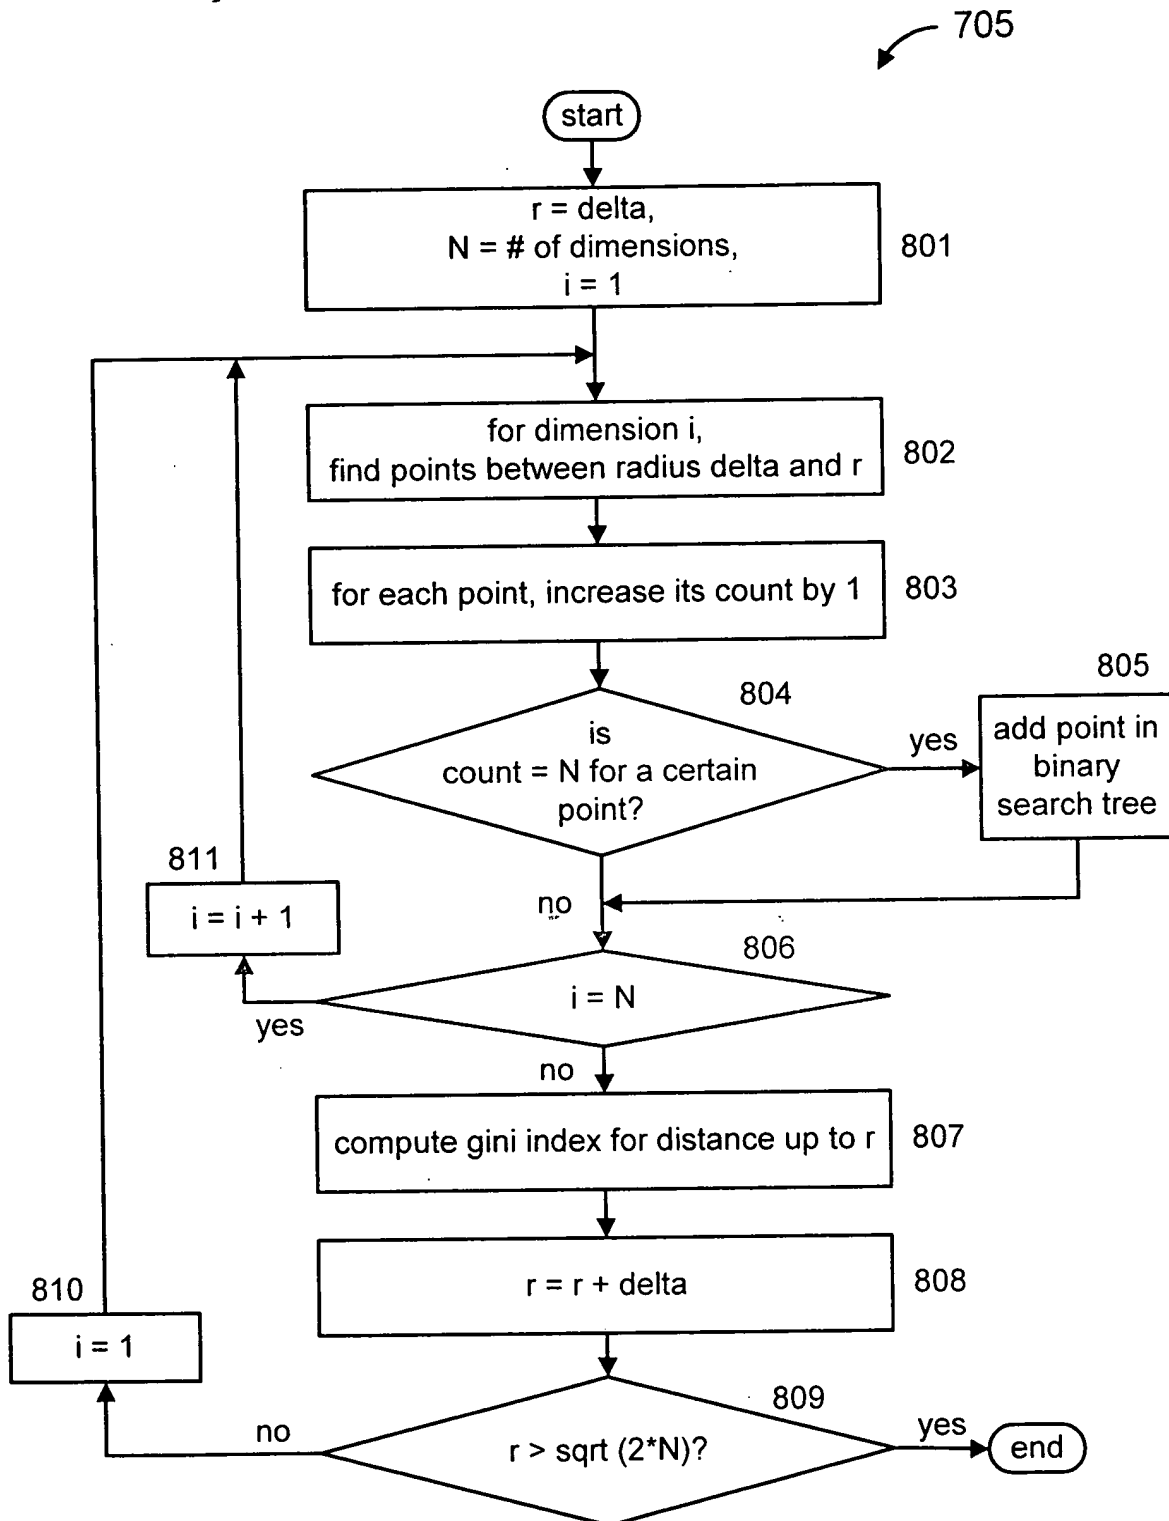 705
start
r = delta,
N = # of dimensions,
i = 1
801
for dimension i,
find points between radius delta and r
802
for each point, increase its count by 1
803
804
is
count = N for a certain
point?
yes
805
add point in
binary
search tree
no
811
i = i + 1
806
i = N
yes
no
compute gini index for distance up to r
807
r = r + delta
808
810
i = 1
809
r > sqrt (2*N)?
no
yes
end